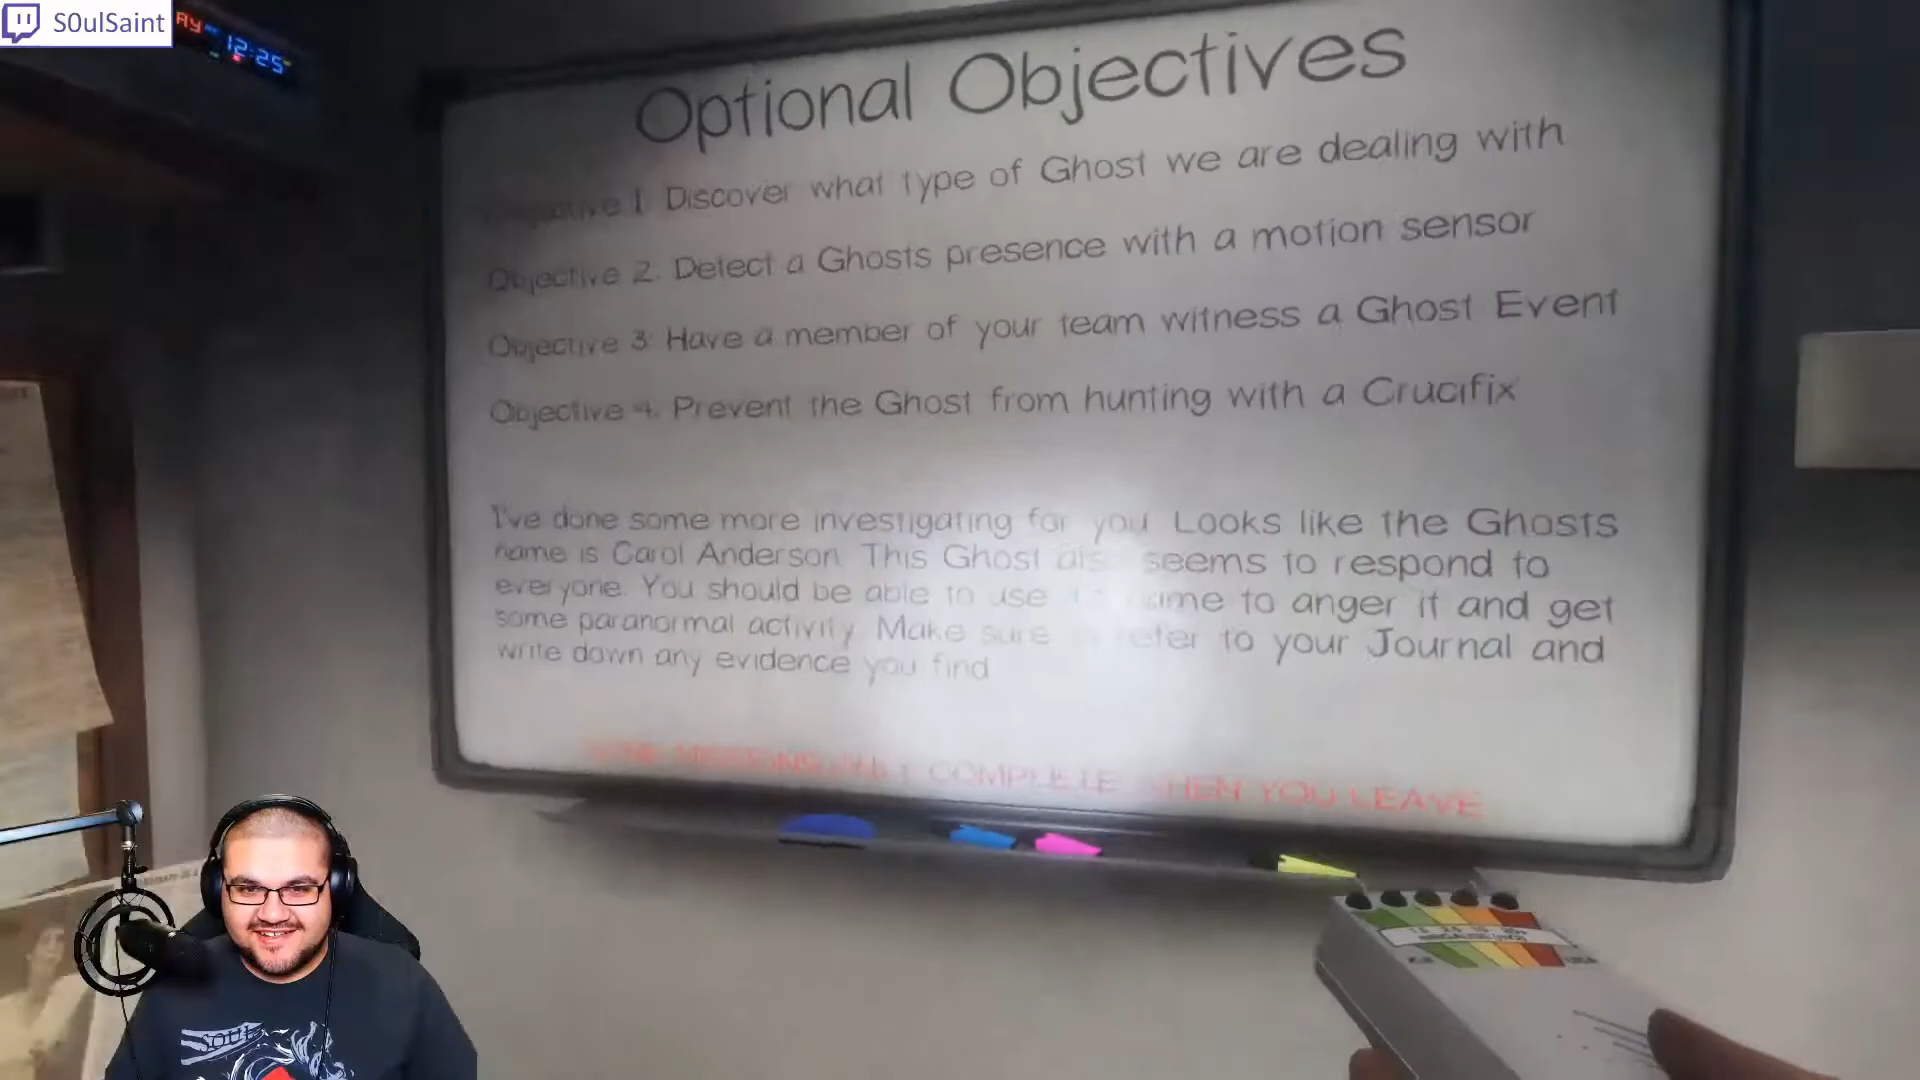 S0ulSaint
12:25
Optional Objectives
1. Discover what type of Ghost we are dealing with
Objective 2. Detect a Ghosts presence with a motion sensor
Objective 3. Have a member of your team witness a Ghost Event
Objective 4. Prevent the Ghost from hunting with a Crucifix
I've done some more investigating for you. Looks like the Ghosts
name is Carol Anderson. This Ghost also seems to respond to
everyone. You should be able to use name to anger it and get
some paranormal activity. Make sure refer to your Journal and
write down any evidence you find
MISSIONS COMPLETE WHEN YOU LEAVE
SOUL